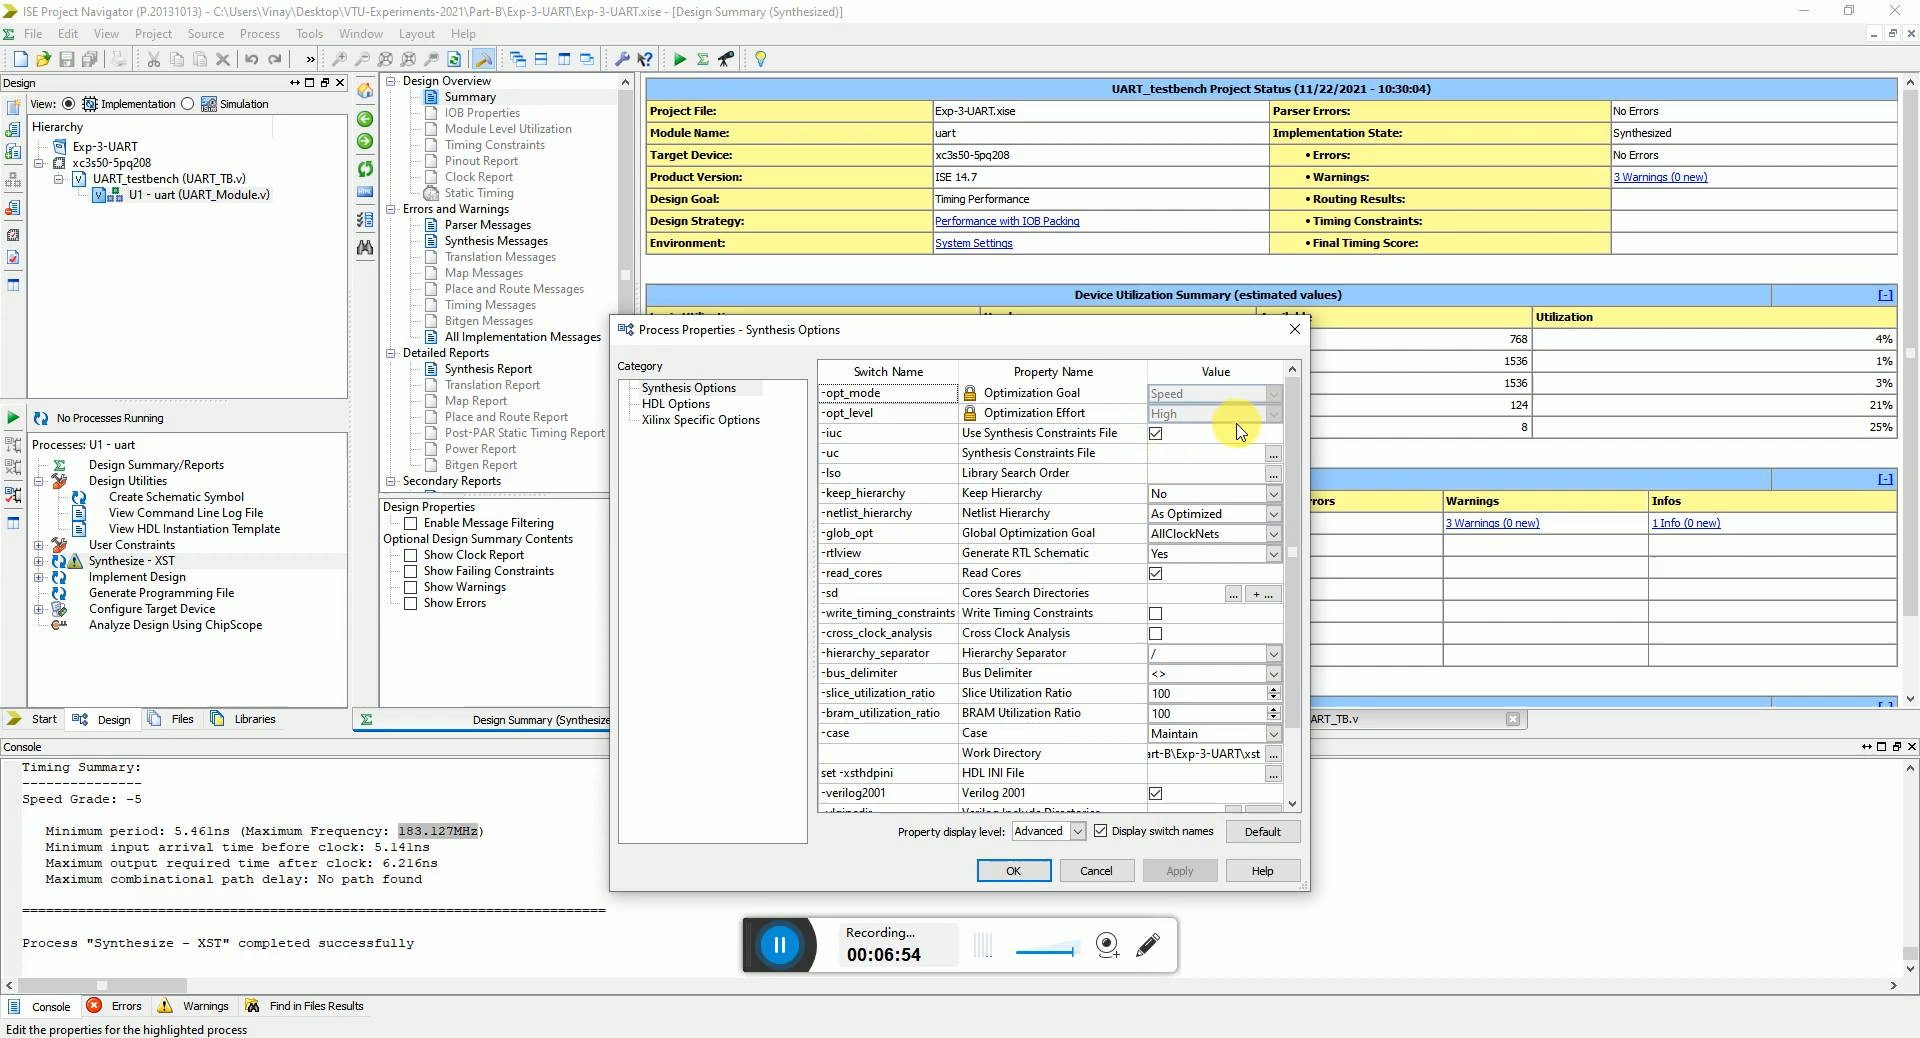 ISE Project Navigator (P.20131013) - C:\Users\Vinay\Desktop\VTU-Experiments-2021\Part-B\Exp-3-UART\Exp-3-UART.xise - [Design Summary (Synthesized)]
File Edit View Project Source Process Tools Window Layout Help
Design
View: Implementation Simulation
Hierarchy
Exp-3-UART
xc3s50-5pq208
UART_testbench (UART_TB.v)
U1 - uart (UART_Module.v)
No Processes Running
Processes: U1 - uart
Design Summary/Reports
Design Utilities
Create Schematic Symbol
View Command Line Log File
View HDL Instantiation Template
User Constraints
Synthesize - XST
Implement Design
Generate Programming File
Configure Target Device
Analyze Design Using ChipScope
Start Design Files Libraries
Design Overview
Summary
IOB Properties
Module Level Utilization
Timing Constraints
Pinout Report
Clock Report
Static Timing
Errors and Warnings
Parser Messages
Synthesis Messages
Translation Messages
Map Messages
Place and Route Messages
Timing Messages
Bitgen Messages
All Implementation Messages
Detailed Reports
Synthesis Report
Translation Report
Map Report
Place and Route Report
Post-PAR Static Timing Report
Power Report
Bitgen Report
Secondary Reports
Design Properties
Enable Message Filtering
Optional Design Summary Contents
Show Clock Report
Show Failing Constraints
Show Warnings
Show Errors
Design Summary (Synthesize
UART_testbench Project Status (11/22/2021 - 10:30:04)
Project File: Exp-3-UART.xise Parser Errors: No Errors
Module Name: uart Implementation State: Synthesized
Target Device: xc3s50-5pq208 • Errors: No Errors
Product Version: ISE 14.7 • Warnings: 3 Warnings (0 new)
Design Goal: Timing Performance • Routing Results:
Design Strategy: Performance with IOB Packing • Timing Constraints:
Environment: System Settings • Final Timing Score:
Device Utilization Summary (estimated values) [-]
Utilization
768 4%
1536 1%
1536 3%
124 21%
8 25%
[-]
rors Warnings Infos
3 Warnings (0 new) 1 Info (0 new)
ART_TB.v
Process Properties - Synthesis Options
Category
Synthesis Options
HDL Options
Xilinx Specific Options
Switch Name Property Name Value
-opt_mode Optimization Goal Speed
-opt_level Optimization Effort High
-iuc Use Synthesis Constraints File
-uc Synthesis Constraints File ...
-lso Library Search Order ...
-keep_hierarchy Keep Hierarchy No
-netlist_hierarchy Netlist Hierarchy As Optimized
-glob_opt Global Optimization Goal AllClockNets
-rtlview Generate RTL Schematic Yes
-read_cores Read Cores
-sd Cores Search Directories ... + ...
-write_timing_constraints Write Timing Constraints
-cross_clock_analysis Cross Clock Analysis
-hierarchy_separator Hierarchy Separator /
-bus_delimiter Bus Delimiter <>
-slice_utilization_ratio Slice Utilization Ratio 100
-bram_utilization_ratio BRAM Utilization Ratio 100
-case Case Maintain
Work Directory art-B\Exp-3-UART\xst ...
set -xsthdpini HDL INI File ...
-verilog2001 Verilog 2001
Property display level: Advanced Display switch names Default
OK Cancel Apply Help
Console
Timing Summary:
---------------
Speed Grade: -5
Minimum period: 5.461ns (Maximum Frequency: 183.127MHz)
Minimum input arrival time before clock: 5.141ns
Maximum output required time after clock: 6.216ns
Maximum combinational path delay: No path found
Process "Synthesize - XST" completed successfully
Recording...
00:06:54
Console Errors Warnings Find in Files Results
Edit the properties for the highlighted process